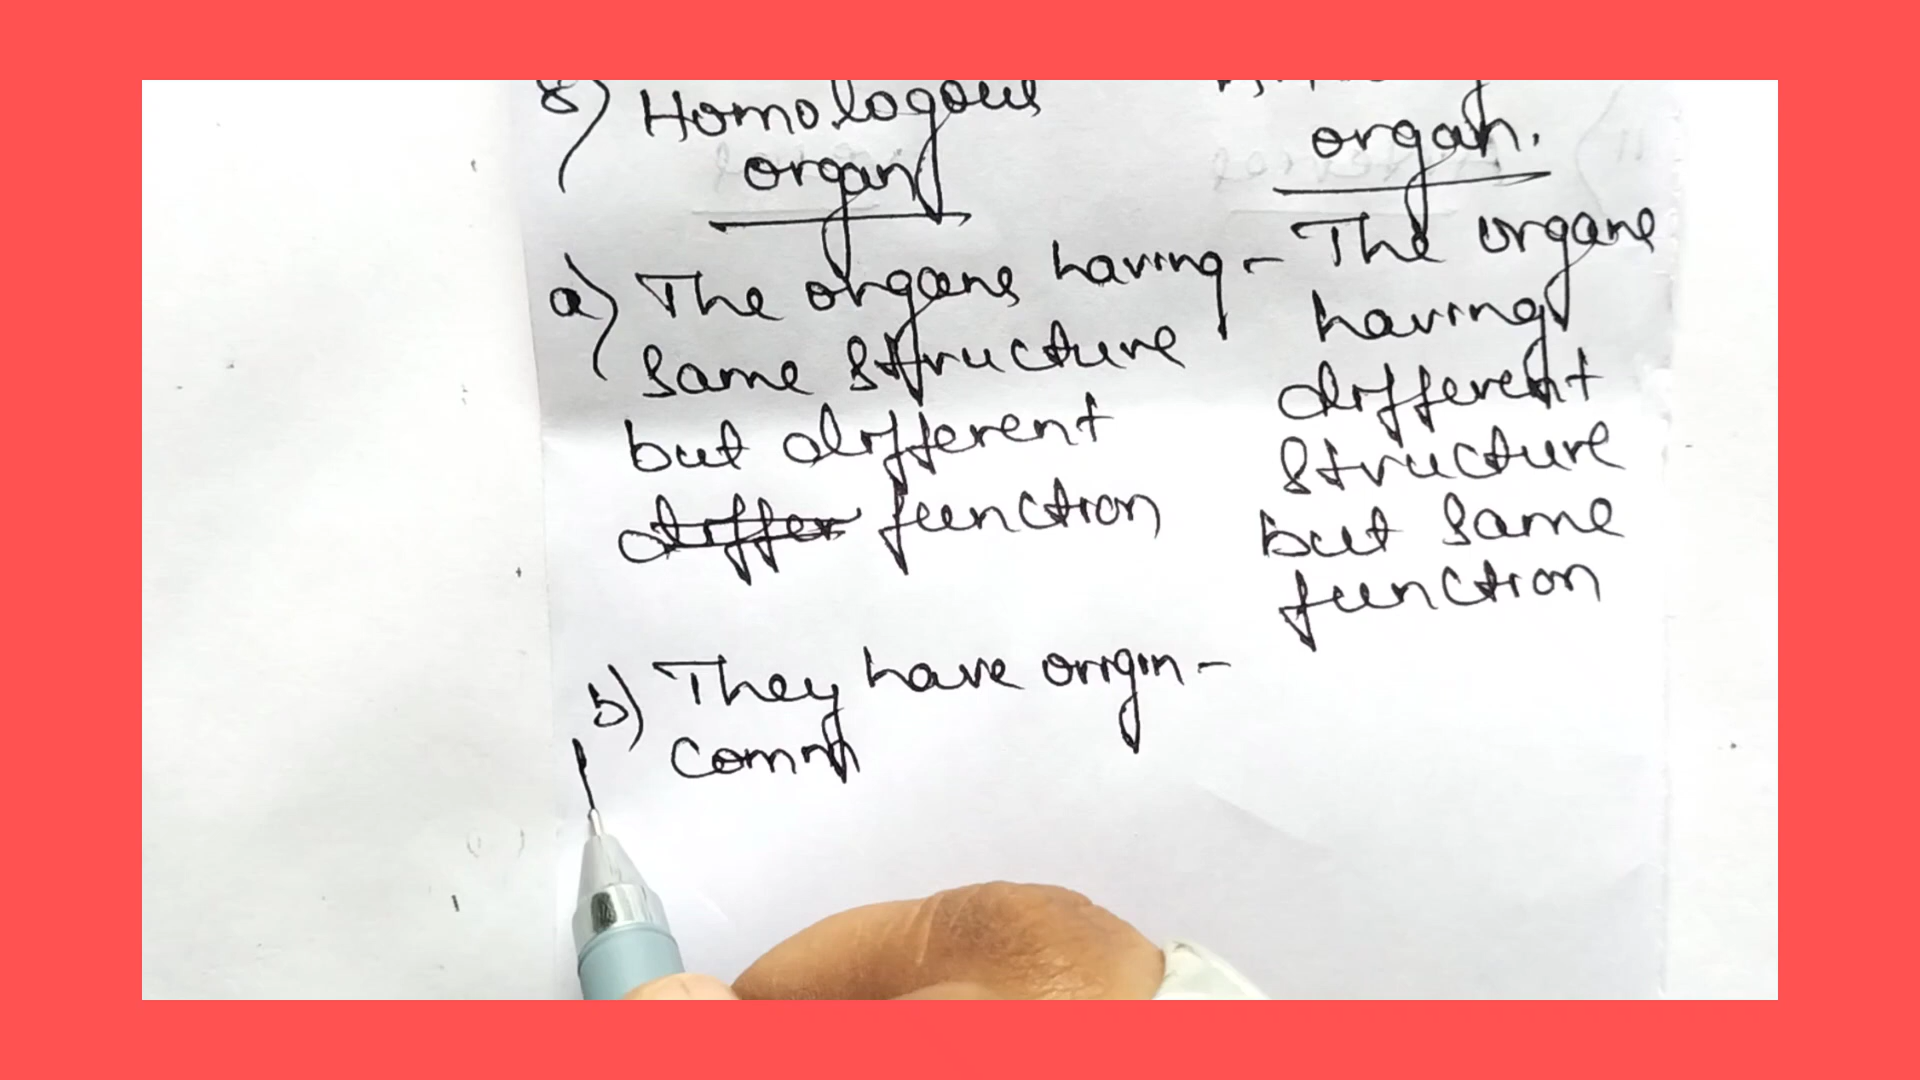 8) Homologous
organ
a) The organs having -
same structure
but different
differ function
b) They have origin -
comm
organ.
The organs
having
different
structure
but same
function